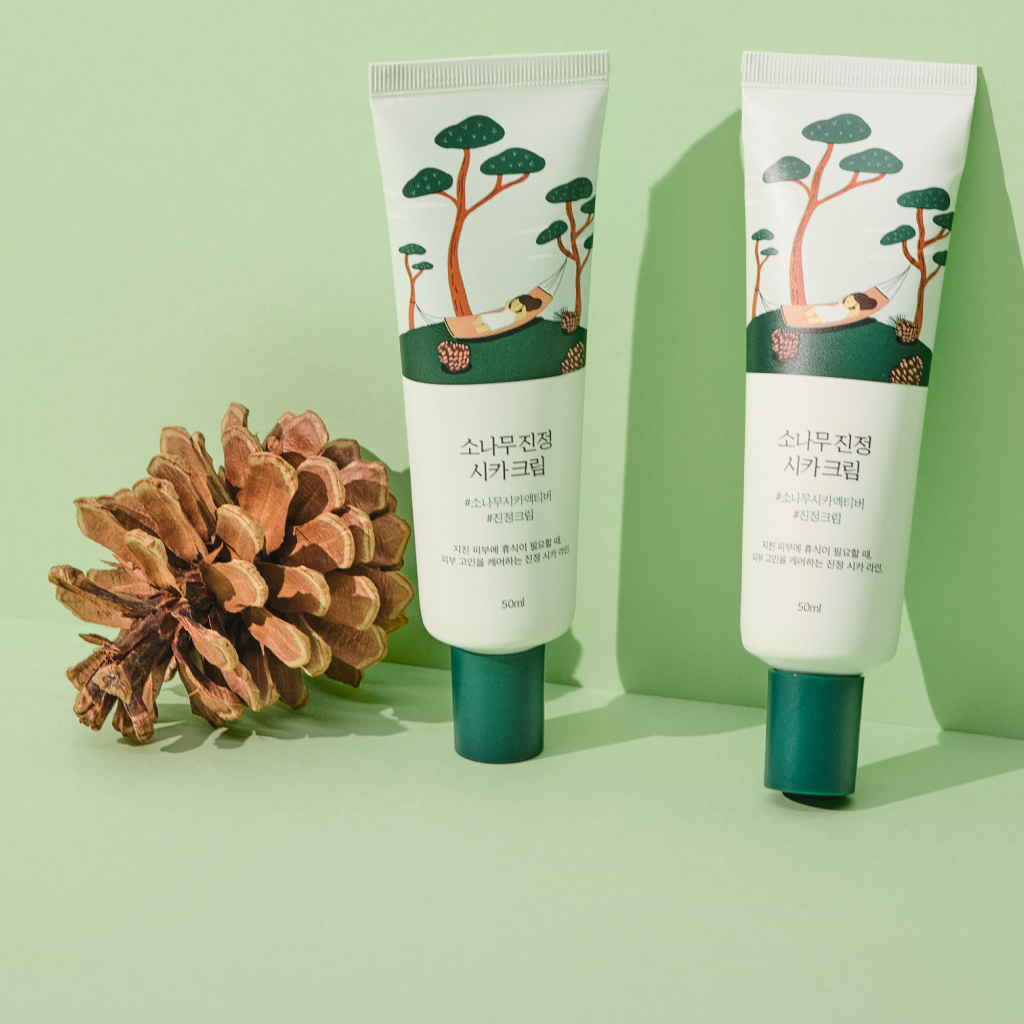 소나무 진정
시카 크림
#소나무시카액티버
#진정크림
지친 피부에 휴식이 필요할 때,
피부 고민을 케어하는 진정 시카 라인.
50ml
소나무 진정
시카 크림
#소나무시카액티버
#진정크림
지친 피부에 휴식이 필요할 때,
피부 고민을 케어하는 진정 시카 라인.
50ml